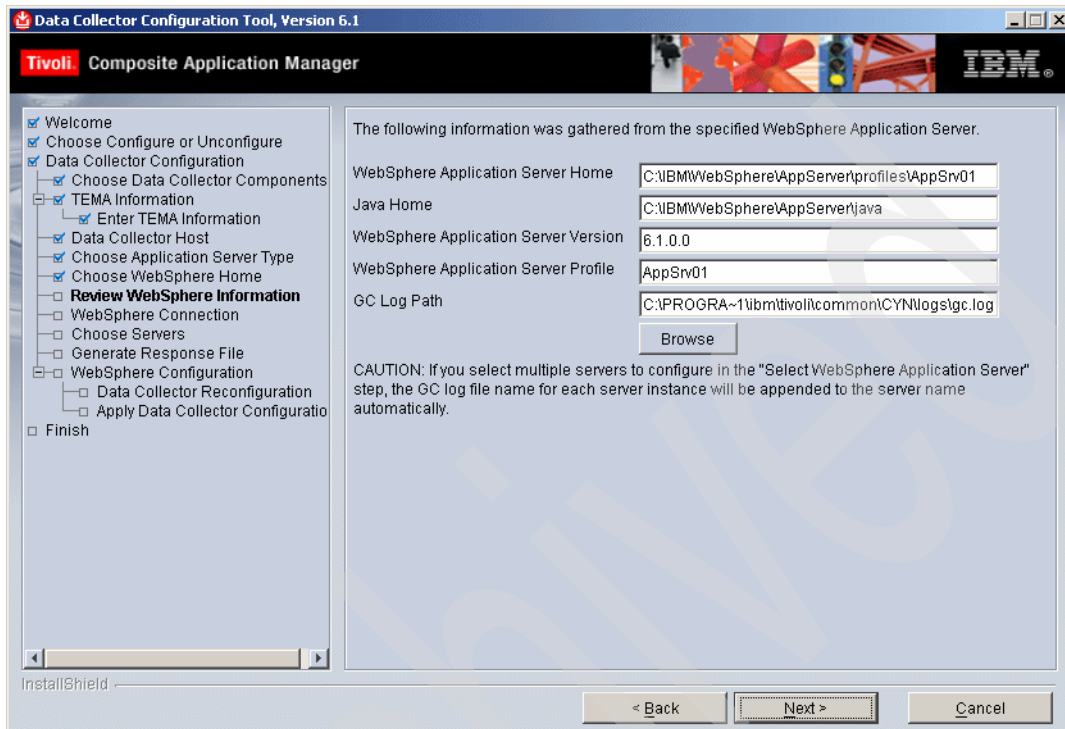 Data Collector Configuration Tool, Version 6.1
Tivoli. Composite Application Manager
IBM®
Welcome
Choose Configure or Unconfigure
Data Collector Configuration
Choose Data Collector Components
TEMA Information
Enter TEMA Information
Data Collector Host
Choose Application Server Type
Choose WebSphere Home
Review WebSphere Information
WebSphere Connection
Choose Servers
Generate Response File
WebSphere Configuration
Data Collector Reconfiguration
Apply Data Collector Configuratio
Finish
The following information was gathered from the specified WebSphere Application Server.
WebSphere Application Server Home C:\IBM\WebSphere\AppServer\profiles\AppSrv01
Java Home C:\IBM\WebSphere\AppServer\java
WebSphere Application Server Version 6.1.0.0
WebSphere Application Server Profile AppSrv01
GC Log Path C:\PROGRA~1\ibm\tivoli\common\CYN\logs\gc.log
Browse
CAUTION: If you select multiple servers to configure in the "Select WebSphere Application Server"
step, the GC log file name for each server instance will be appended to the server name
automatically.
InstallShield
< Back Next > Cancel